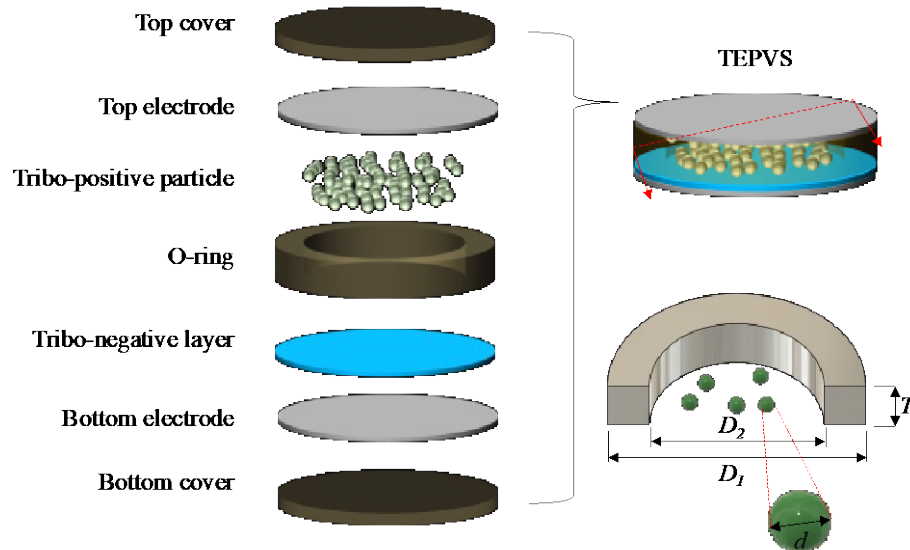 Top cover
Top electrode
Tribo-positive particle
O-ring
Tribo-negative layer
Bottom electrode
Bottom cover
TEPVS
T
D2
D1
d